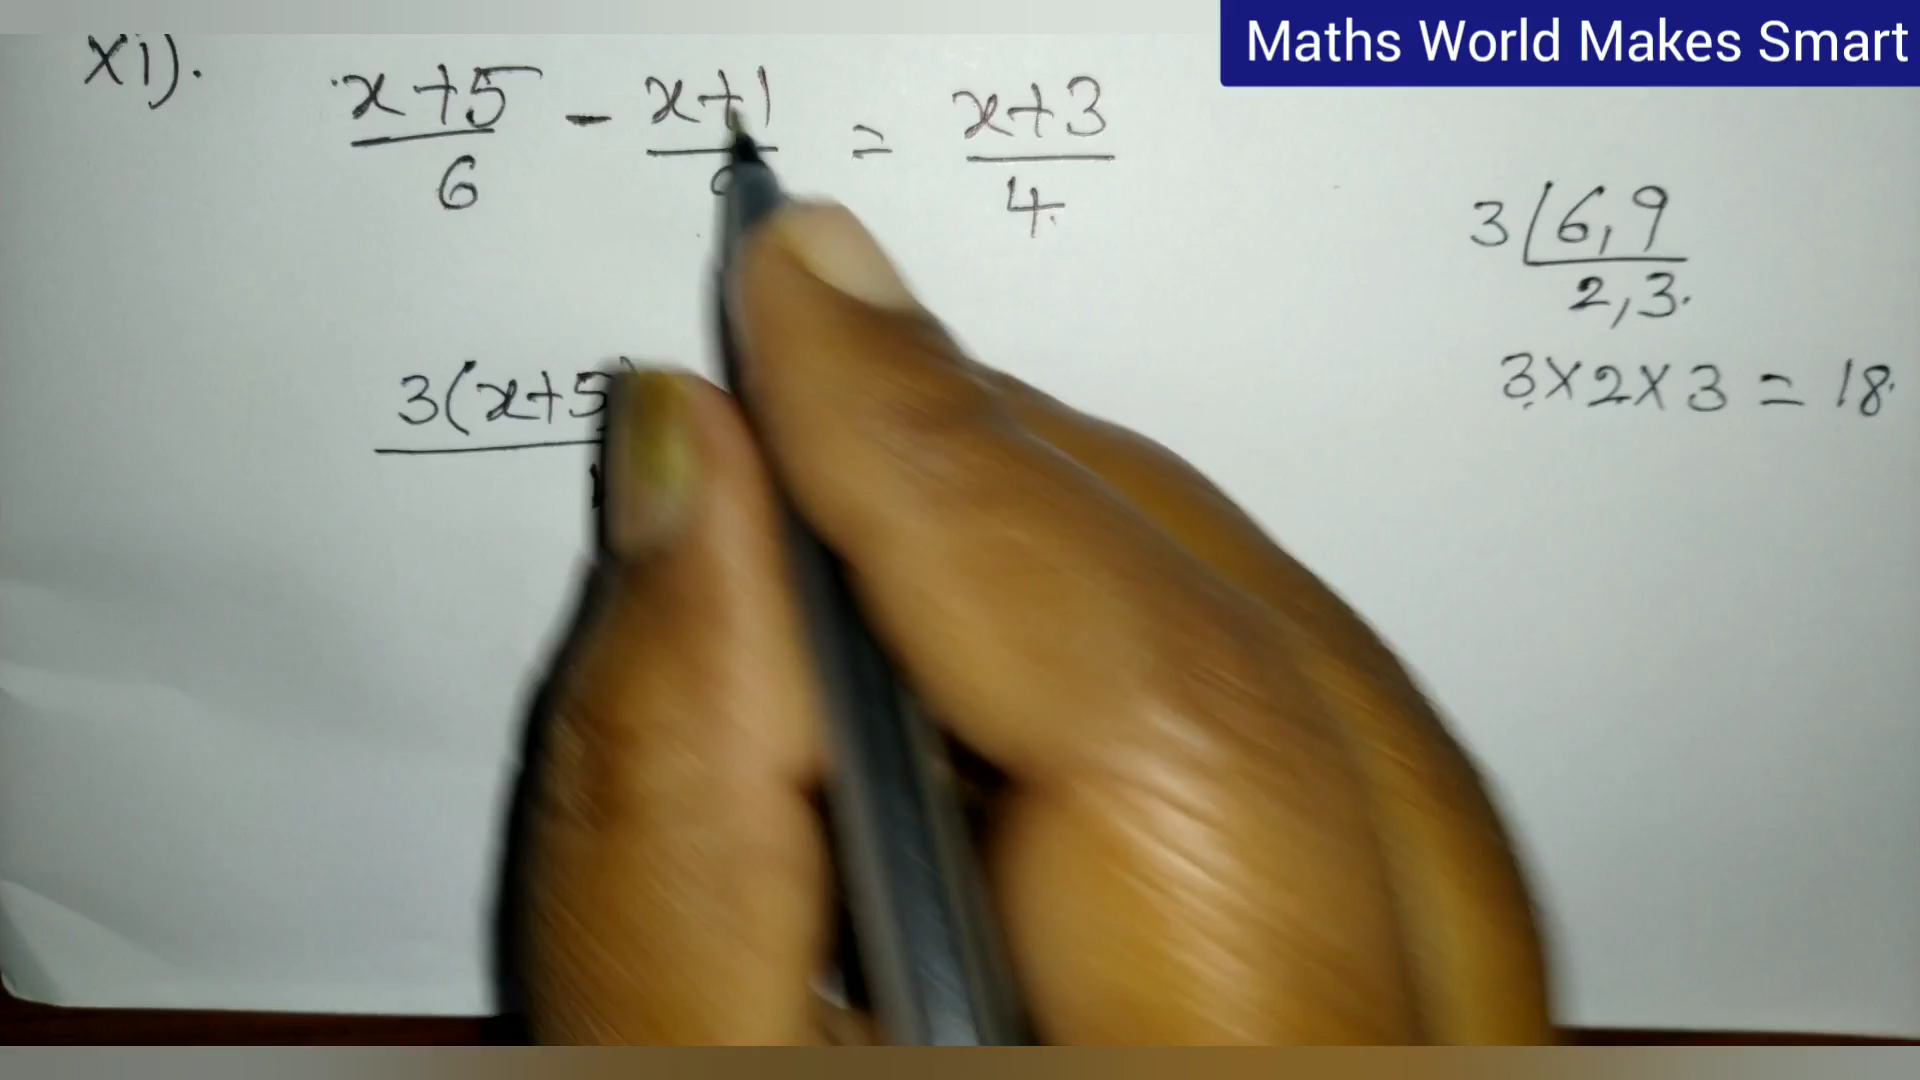 Maths World Makes Smart
xi). x+5/6 - x+1/9 = x+3/4
3 | 6, 9
2, 3.
3(x+5)
3 × 2 × 3 = 18